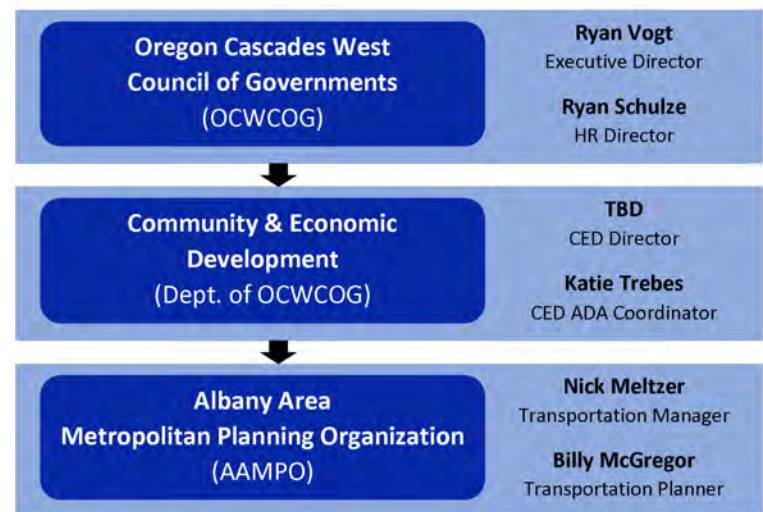 Oregon Cascades West
Council of Governments
(OCWCOG)
Ryan Vogt
Executive Director
Ryan Schulze
HR Director
Community & Economic
Development
(Dept. of OCWCOG)
TBD
CED Director
Katie Trebes
CED ADA Coordinator
Albany Area
Metropolitan Planning Organization
(AAMPO)
Nick Meltzer
Transportation Manager
Billy McGregor
Transportation Planner